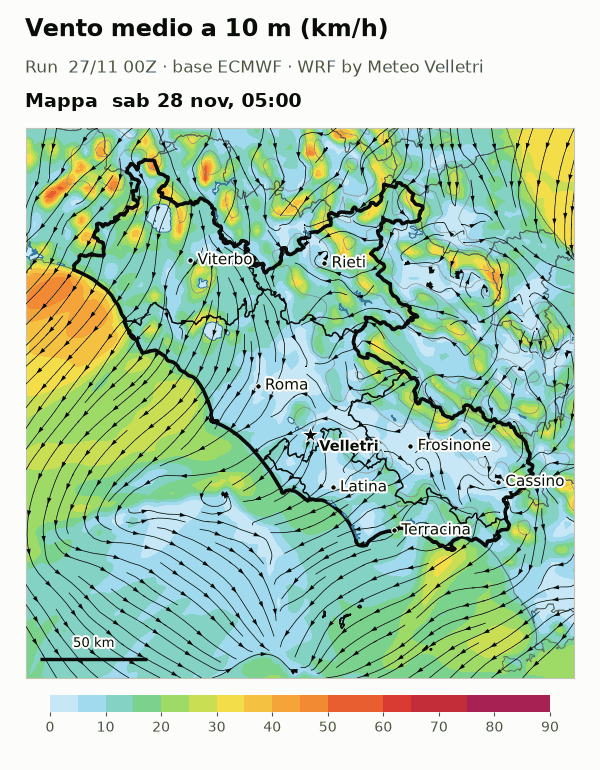 Vento medio a 10 m (km/h)
Run  27/11 00Z · base ECMWF · WRF by Meteo Velletri
Mappa  sab 28 nov, 05:00
Viterbo
Rieti
Roma
Velletri
Frosinone
Cassino
Latina
Terracina
50 km
0 10 20 30 40 50 60 70 80 90